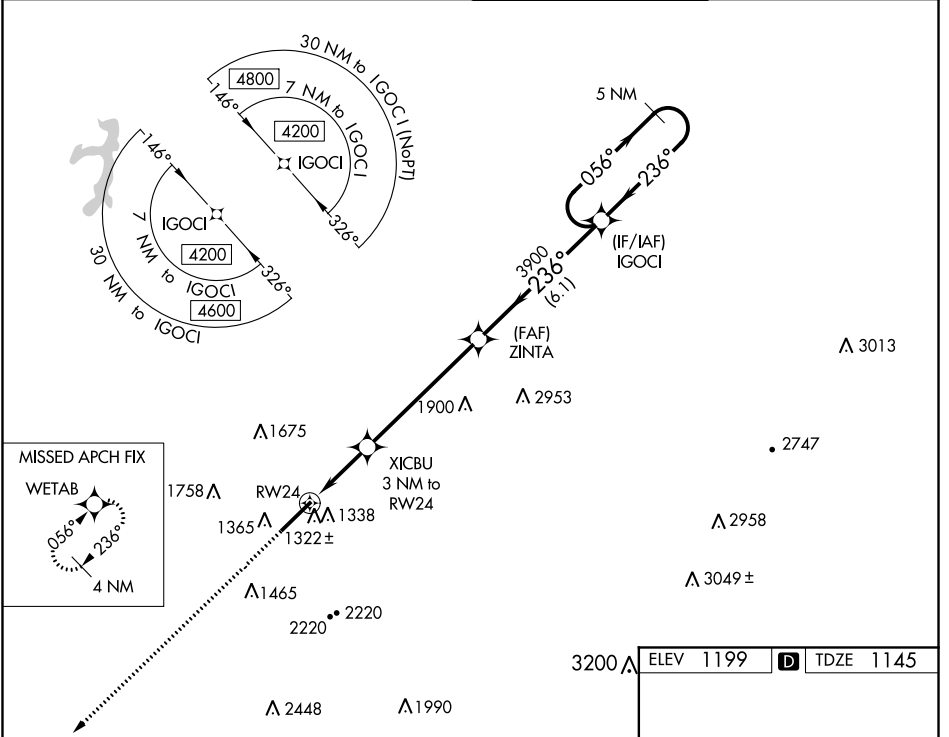 30 NM to IGOCI (NoPT)
4800
146°
7 NM to IGOCI
4200
IGOCI
326°
146°
IGOCI
4200
7 NM to IGOCI
326°
4600
30 NM to IGOCI
5 NM
056°
236°
(IF/IAF)
IGOCI
3900
236°
(6.1)
(FAF)
ZINTA
3013
1900
2953
1675
XICBU
3 NM to
RW24
2747
MISSED APCH FIX
WETAB
056°
236°
4 NM
1758
RW24
1365
1338
1322 ±
2958
1465
3049 ±
2220
2220
3200
ELEV 1199 D TDZE 1145
2448
1990